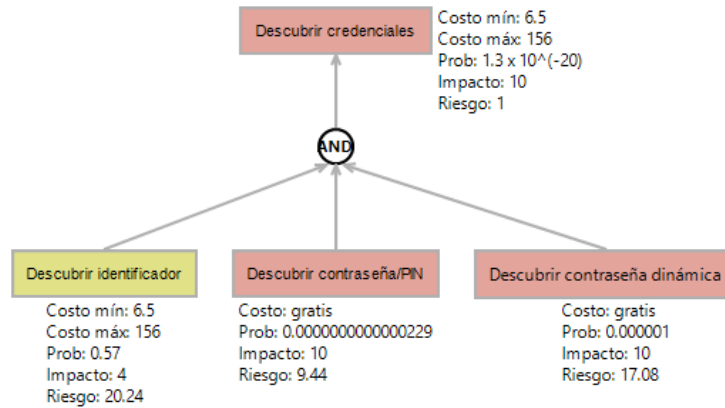 Descubrir credenciales
Costo mín: 6.5
Costo máx: 156
Prob: 1.3 x 10^(-20)
Impacto: 10
Riesgo: 1
AND
Descubrir identificador
Costo mín: 6.5
Costo máx: 156
Prob: 0.57
Impacto: 4
Riesgo: 20.24
Descubrir contraseña/PIN
Costo: gratis
Prob: 0.0000000000000229
Impacto: 10
Riesgo: 9.44
Descubrir contraseña dinámica
Costo: gratis
Prob: 0.000001
Impacto: 10
Riesgo: 17.08